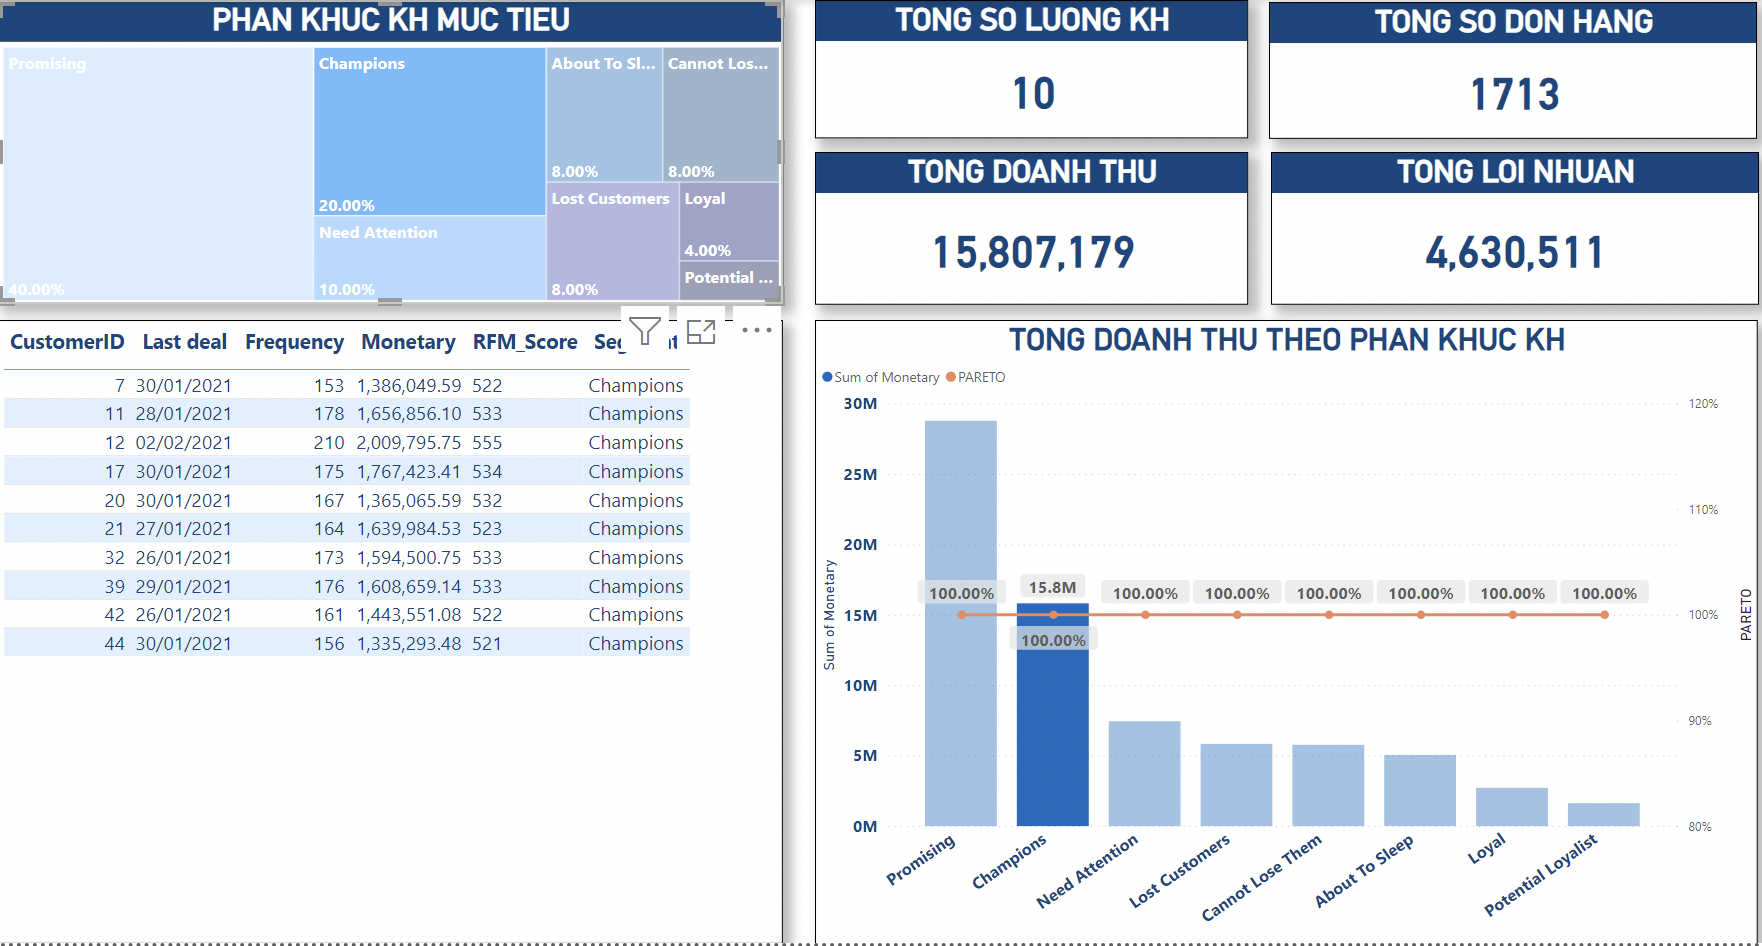 PHAN KHUC KH MUC TIEU
Promising
40.00%
Champions
20.00%
Need Attention
10.00%
About To Sl...
8.00%
Cannot Los...
8.00%
Lost Customers
8.00%
Loyal
4.00%
Potential ...
TONG SO LUONG KH
10
TONG SO DON HANG
1713
TONG DOANH THU
15,807,179
TONG LOI NHUAN
4,630,511
CustomerID Last deal Frequency Monetary RFM_Score
7 30/01/2021 153 1,386,049.59 522 Champions
11 28/01/2021 178 1,656,856.10 533 Champions
12 02/02/2021 210 2,009,795.75 555 Champions
17 30/01/2021 175 1,767,423.41 534 Champions
20 30/01/2021 167 1,365,065.59 532 Champions
21 27/01/2021 164 1,639,984.53 523 Champions
32 26/01/2021 173 1,594,500.75 533 Champions
39 29/01/2021 176 1,608,659.14 533 Champions
42 26/01/2021 161 1,443,551.08 522 Champions
44 30/01/2021 156 1,335,293.48 521 Champions
TONG DOANH THU THEO PHAN KHUC KH
Sum of Monetary PARETO
30M
25M
20M
15M
10M
5M
0M
Sum of Monetary
120%
110%
100%
90%
80%
PARETO
100.00%
15.8M
100.00%
100.00%
100.00%
100.00%
100.00%
100.00%
100.00%
Promising
Champions
Need Attention
Lost Customers
Cannot Lose Them
About To Sleep
Loyal
Potential Loyalist